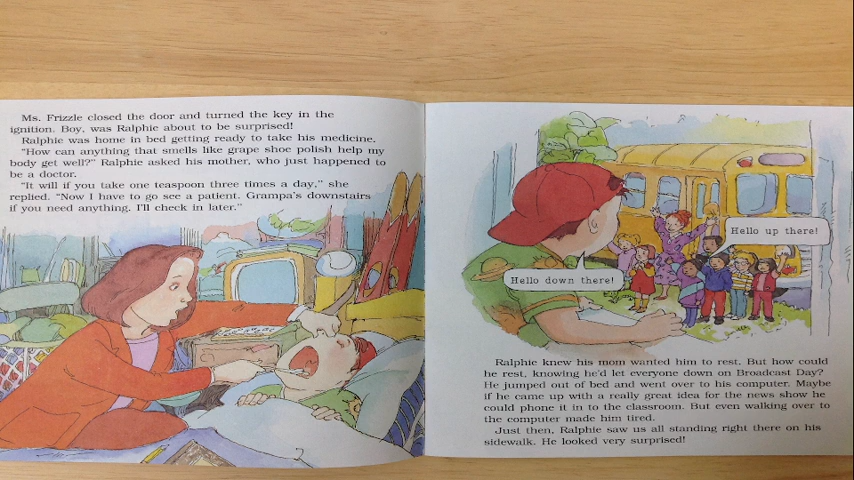 Ms. Frizzle closed the door and turned the key in the
ignition. Boy, was Ralphie about to be surprised!
Ralphie was home in bed getting ready to take his medicine.
"How can anything that smells like grape shoe polish help my
body get well?" Ralphie asked his mother, who just happened to
be a doctor.
"It will if you take one teaspoon three times a day," she
replied. "Now I have to go see a patient. Grampa's downstairs
if you need anything. I'll check in later."
Hello up there!
Hello down there!
Ralphie knew his mom wanted him to rest. But how could
he rest, knowing he'd let everyone down on Broadcast Day?
He jumped out of bed and went over to his computer. Maybe
if he came up with a really great idea for the news show he
could phone it in to the classroom. But even walking over to
the computer made him tired.
Just then, Ralphie saw us all standing right there on his
sidewalk. He looked very surprised!